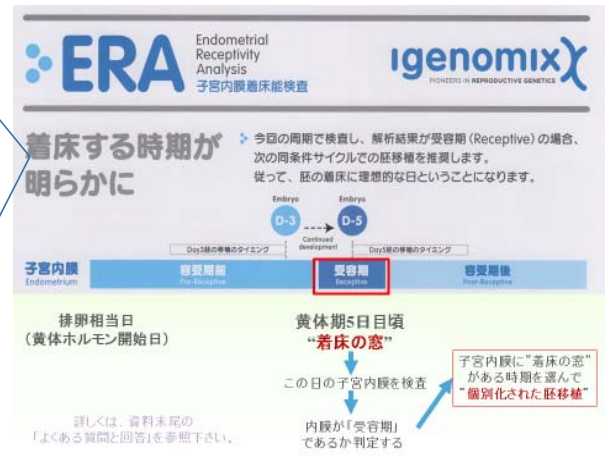 ERA
Endometrial
Receptivity
Analysis
子宮内膜着床能検査
Igenomix
PIONEERS IN REPRODUCTIVE GENETICS
着床する時期が
明らかに
今回の周期で検査し、解析結果が受容期(Receptive)の場合、
次の同条件サイクルでの胚移植を推奨します。
従って、胚の着床に理想的な日ということになります。
Embryo
D-3
Embryo
D-5
Continued
development
Day3胚の移植のタイミング
Day5胚の移植のタイミング
子宮内膜
Endometrium
容受期前
Pre-Receptive
受容期
Receptive
容受期後
Post-Receptive
排卵相当日
(黄体ホルモン開始日)
黄体期5日目頃
“着床の窓”
この日の子宮内膜を検査
内膜が「受容期」
であるか判定する
子宮内膜に“着床の窓”
がある時期を選んで
“個別化された胚移植”
詳しくは、資料末尾の
「よくある質問と回答」を参照下さい。